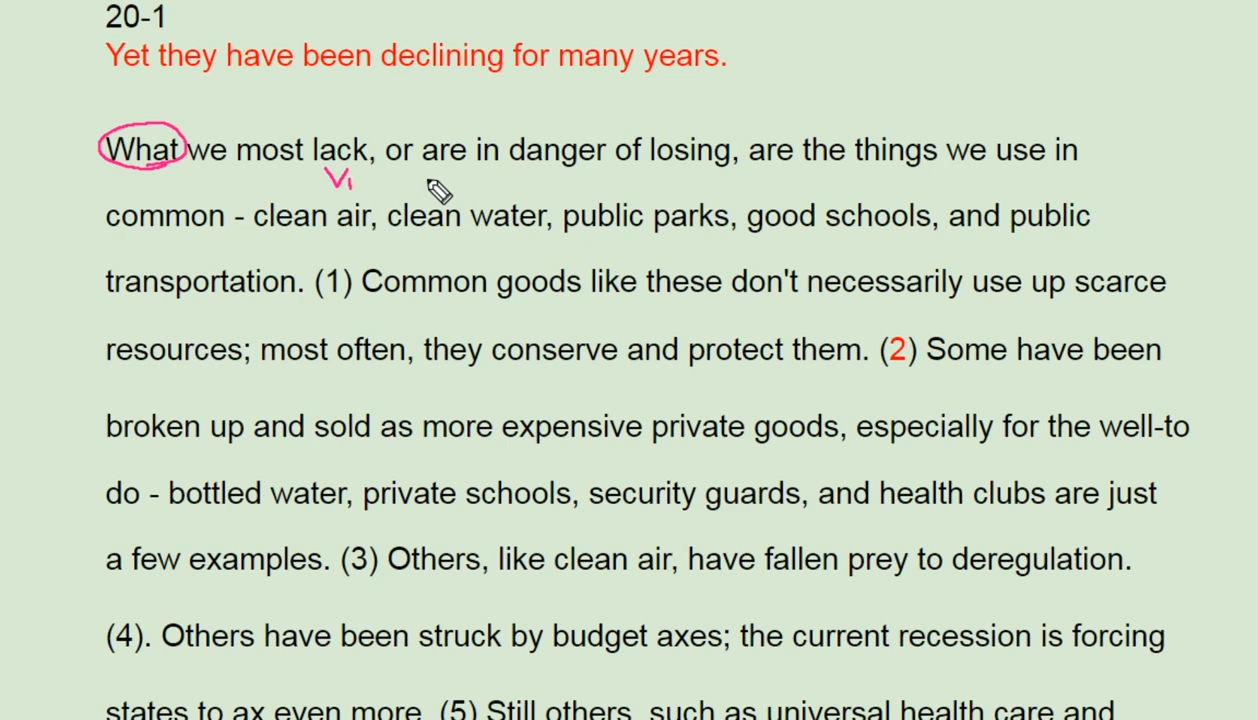 20-1
Yet they have been declining for many years.
What we most lack, or are in danger of losing, are the things we use in
V1
common - clean air, clean water, public parks, good schools, and public
transportation. (1) Common goods like these don't necessarily use up scarce
resources; most often, they conserve and protect them. (2) Some have been
broken up and sold as more expensive private goods, especially for the well-to
do - bottled water, private schools, security guards, and health clubs are just
a few examples. (3) Others, like clean air, have fallen prey to deregulation.
(4). Others have been struck by budget axes; the current recession is forcing
states to ax even more. (5) Still others, such as universal health care and